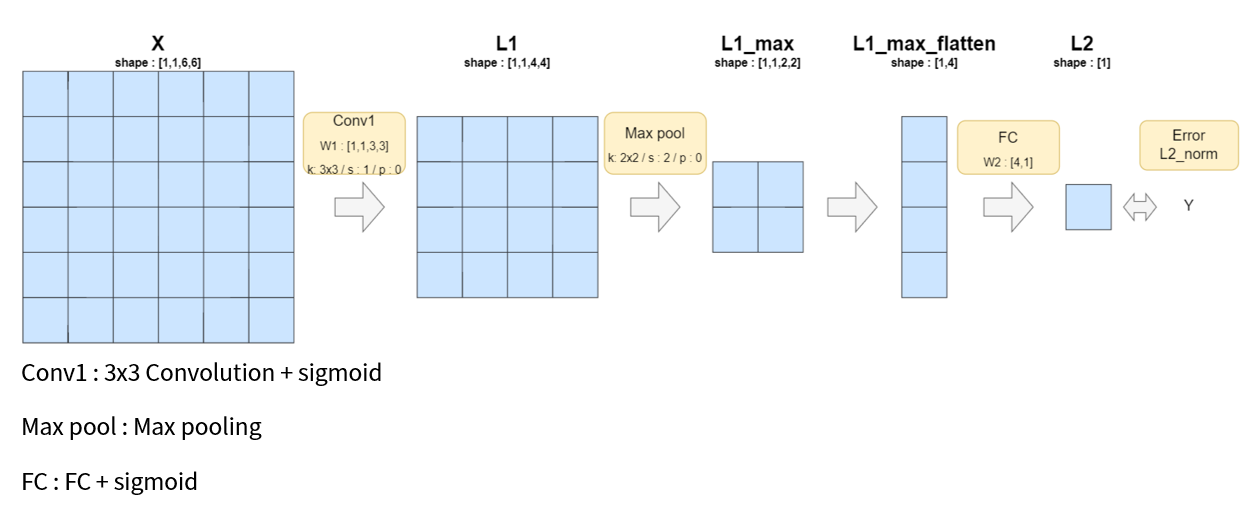 X
shape : [1,1,6,6]
L1
shape : [1,1,4,4]
L1_max
shape : [1,1,2,2]
L1_max_flatten
shape : [1,4]
L2
shape : [1]
Conv1
W1 : [1,1,3,3]
k: 3x3 / s : 1 / p : 0
Max pool
k: 2x2 / s : 2 / p : 0
FC
W2 : [4,1]
Error
L2_norm
Y
Conv1 : 3x3 Convolution + sigmoid
Max pool : Max pooling
FC : FC + sigmoid